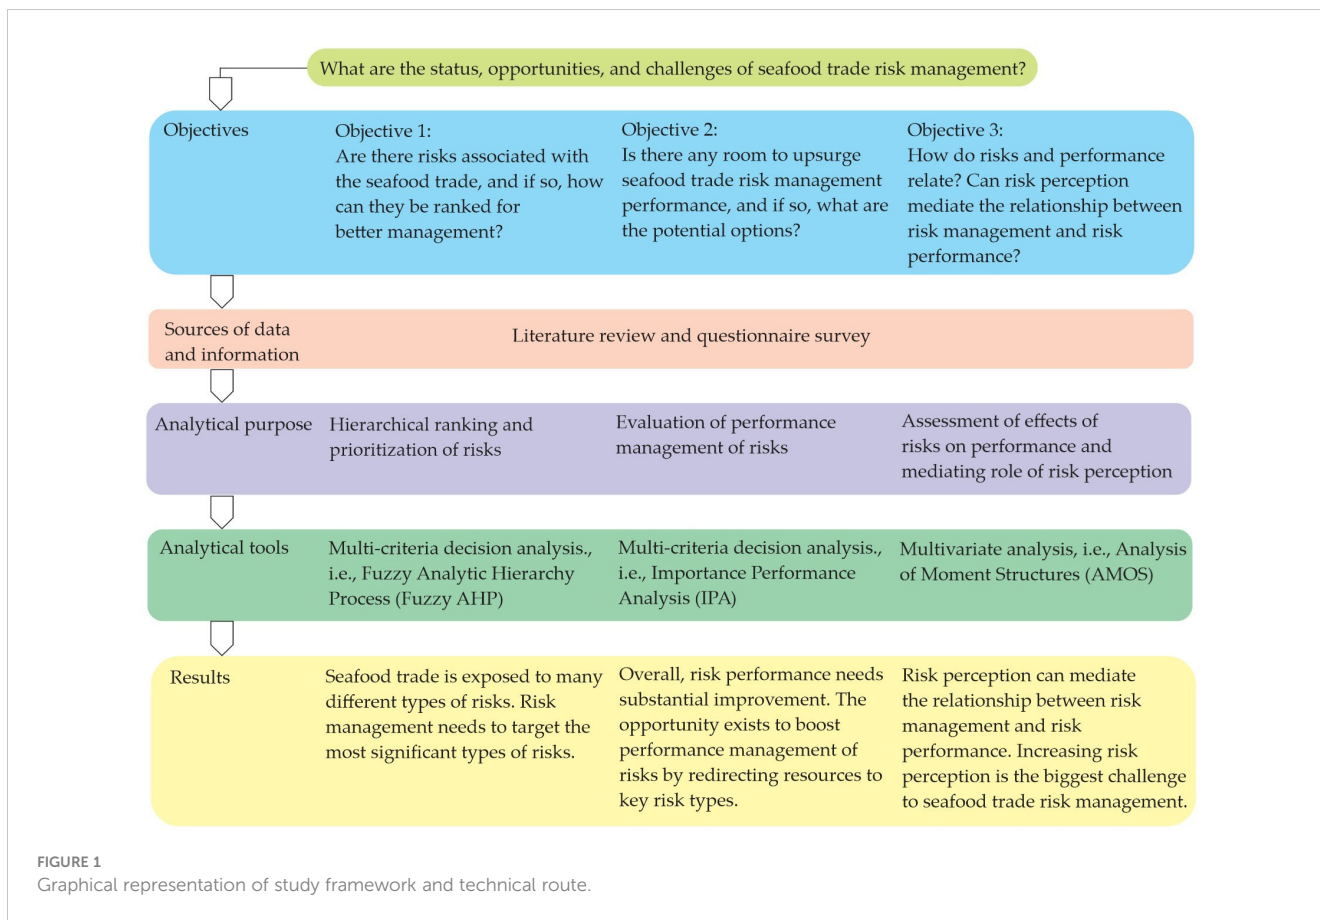 What are the status, opportunities, and challenges of seafood trade risk management?
Objectives
Objective 1:
Are there risks associated with
the seafood trade, and if so, how
can they be ranked for
better management?
Objective 2:
Is there any room to upsurge
seafood trade risk management
performance, and if so, what are
the potential options?
Objective 3:
How do risks and performance
relate? Can risk perception
mediate the relationship between
risk management and risk
performance?
Sources of data
and information
Literature review and questionnaire survey
Analytical purpose
Hierarchical ranking and
prioritization of risks
Evaluation of performance
management of risks
Assessment of effects of
risks on performance and
mediating role of risk perception
Analytical tools
Multi-criteria decision analysis.,
i.e., Fuzzy Analytic Hierarchy
Process (Fuzzy AHP)
Multi-criteria decision analysis.,
i.e., Importance Performance
Analysis (IPA)
Multivariate analysis, i.e., Analysis
of Moment Structures (AMOS)
Results
Seafood trade is exposed to many
different types of risks. Risk
management needs to target the
most significant types of risks.
Overall, risk performance needs
substantial improvement. The
opportunity exists to boost
performance management of
risks by redirecting resources to
key risk types.
Risk perception can mediate
the relationship between risk
management and risk
performance. Increasing risk
perception is the biggest challenge
to seafood trade risk management.
FIGURE 1
Graphical representation of study framework and technical route.